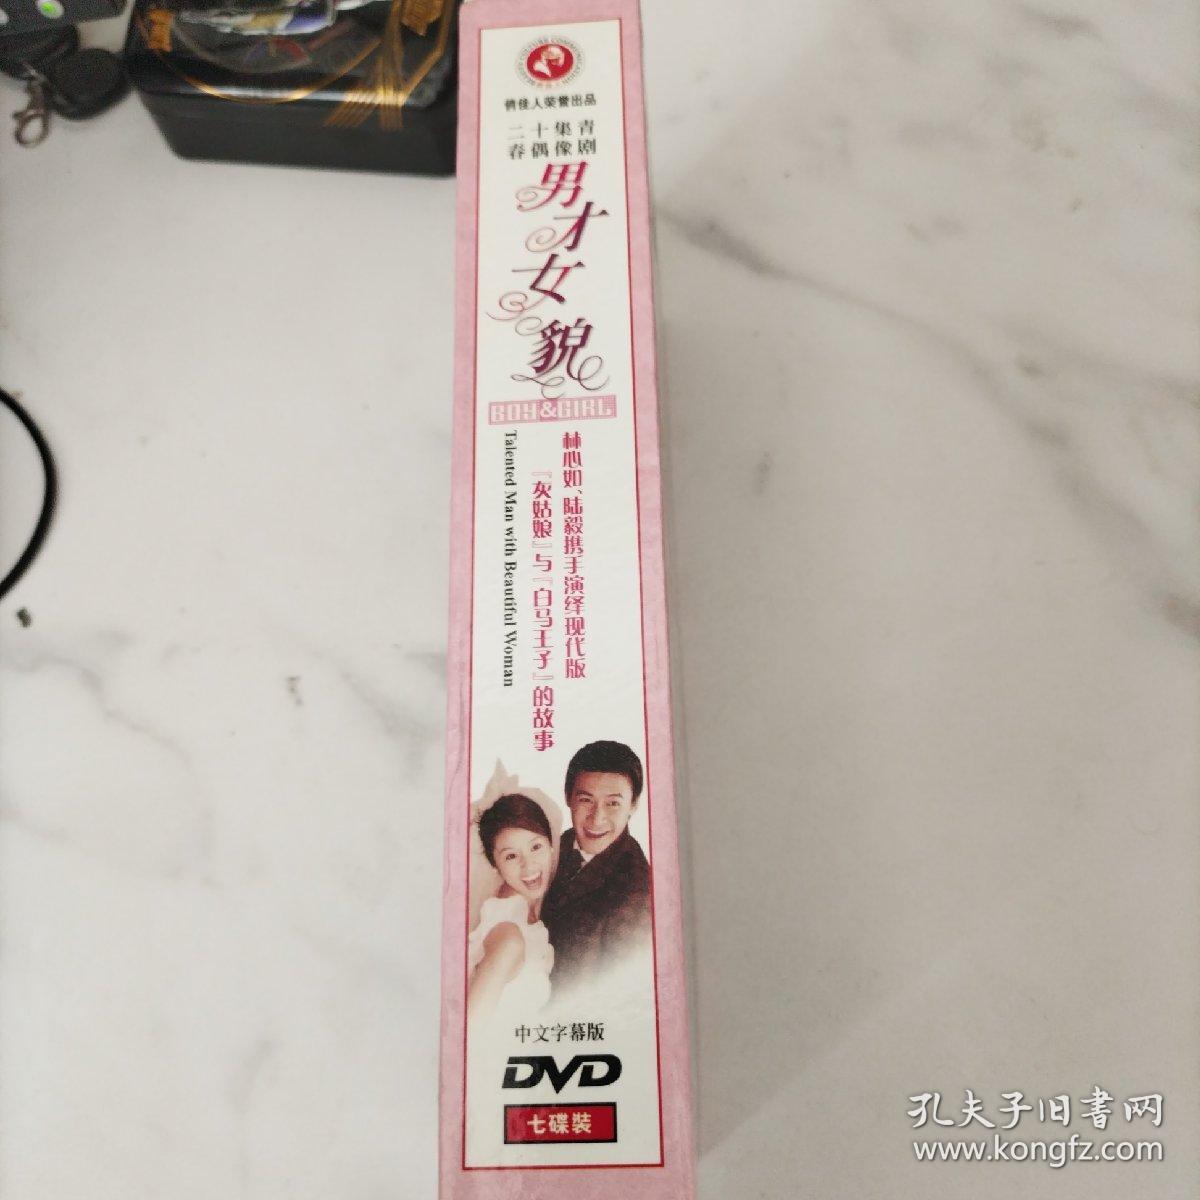 俏佳人荣誉出品
二十集青
春偶像剧
男才女貌
BOY&GIRL
林心如、陆毅携手演绎现代版
『灰姑娘』与『白马王子』的故事
Talented Man with Beautiful Woman
中文字幕版
DVD
七碟装
孔夫子旧書网
www.kongfz.com